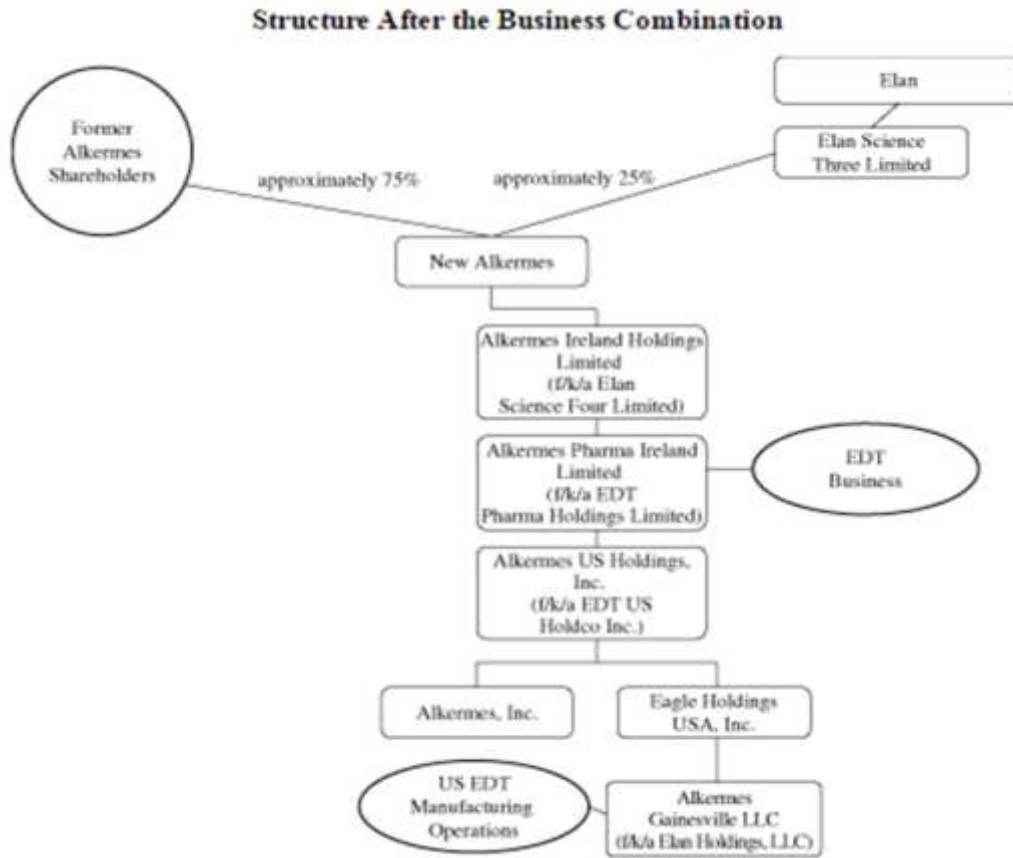 Structure After the Business Combination
Elan
Former
Alkermes
Shareholders
Elan Science
Three Limited
approximately 75%
approximately 25%
New Alkermes
Alkermes Ireland Holdings
Limited
(f/k/a Elan
Science Four Limited)
Alkermes Pharma Ireland
Limited
(f/k/a EDT
Pharma Holdings Limited)
EDT
Business
Alkermes US Holdings,
Inc.
(f/k/a EDT US
Holdco Inc.)
Alkermes, Inc.
Eagle Holdings
USA, Inc.
US EDT
Manufacturing
Operations
Alkermes
Gainesville LLC
(f/k/a Elan Holdings, LLC)